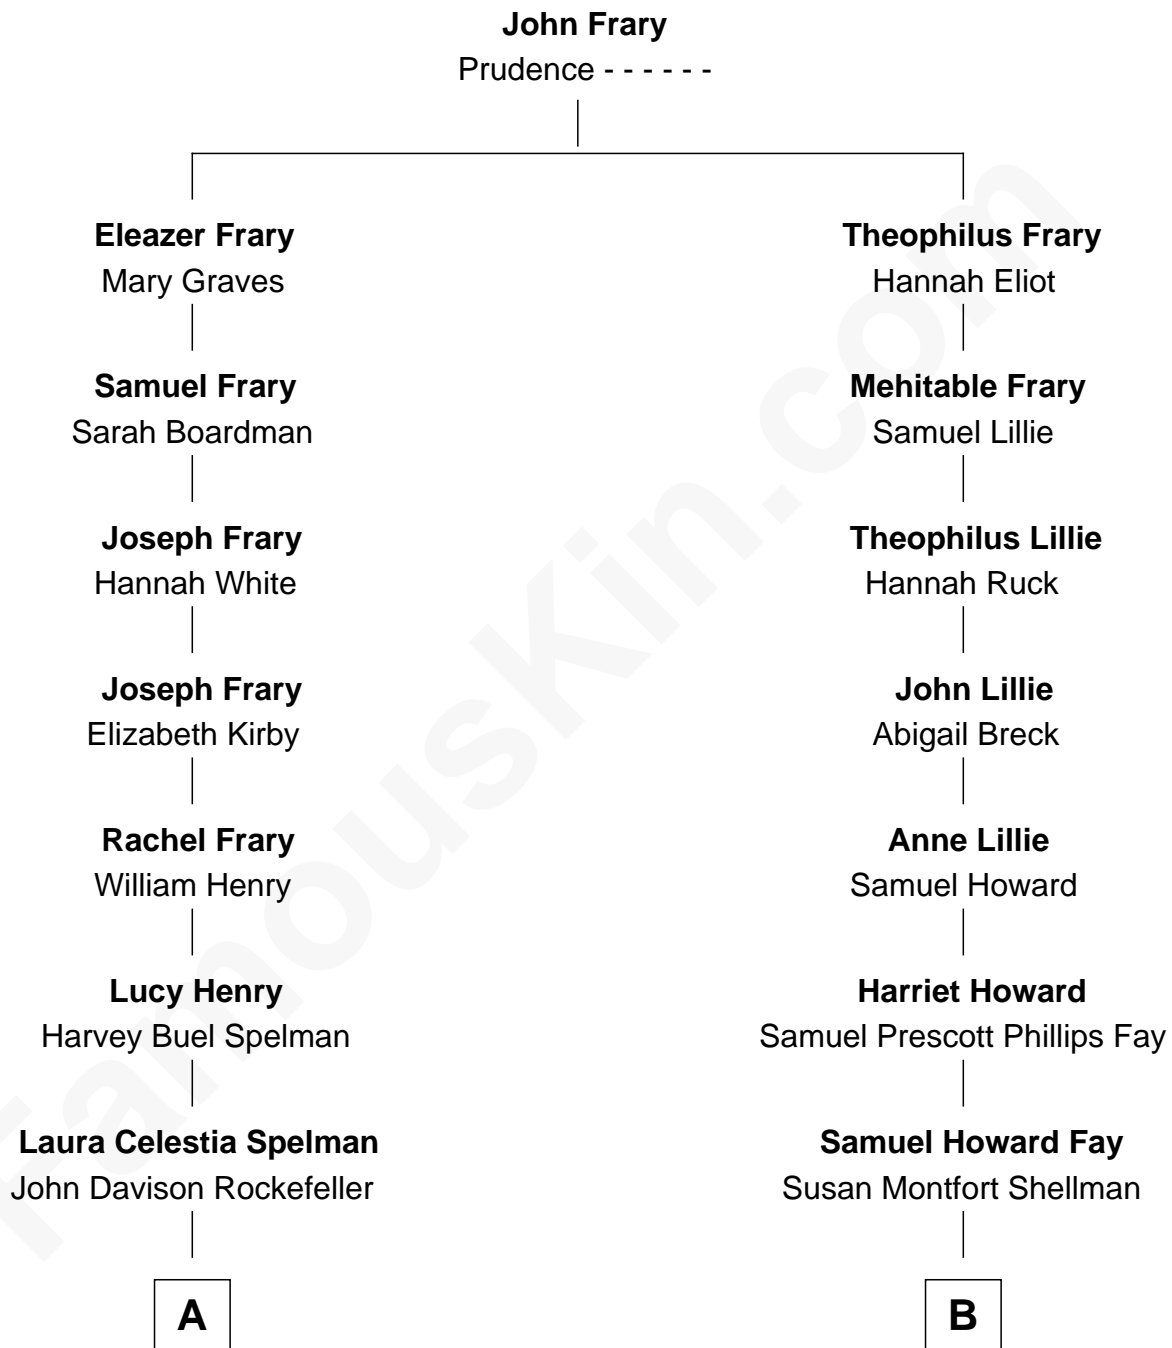 John Frary
Prudence - - - - - -
Eleazer Frary
Mary Graves
Theophilus Frary
Hannah Eliot
Samuel Frary
Sarah Boardman
Mehitable Frary
Samuel Lillie
Joseph Frary
Hannah White
Theophilus Lillie
Hannah Ruck
Joseph Frary
Elizabeth Kirby
John Lillie
Abigail Breck
Rachel Frary
William Henry
Anne Lillie
Samuel Howard
Lucy Henry
Harvey Buel Spelman
Harriet Howard
Samuel Prescott Phillips Fay
Laura Celestia Spelman
John Davison Rockefeller
Samuel Howard Fay
Susan Montfort Shellman
A
B
FamousKin.com